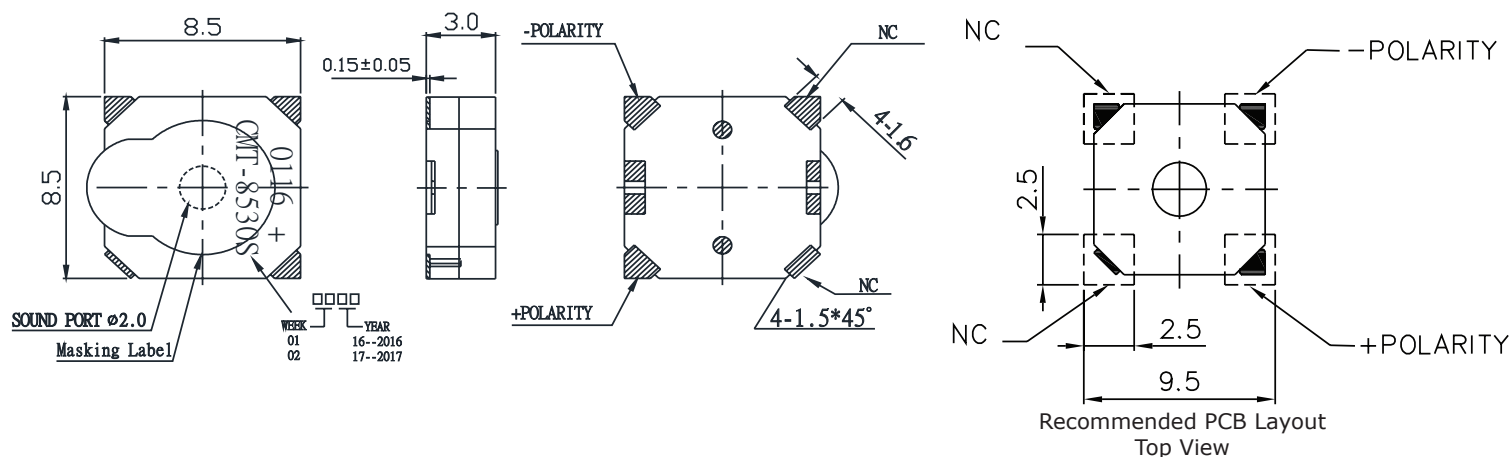 8.5
8.5
0116 +
CMT-8530S
SOUND PORT ø2.0
Masking Label
□□□□
WEEK YEAR
01 16--2016
02 17--2017
3.0
0.15±0.05
-POLARITY
NC
4-1.6
+POLARITY
NC
4-1.5*45°
NC
-POLARITY
2.5
NC
2.5
+POLARITY
9.5
Recommended PCB Layout
Top View